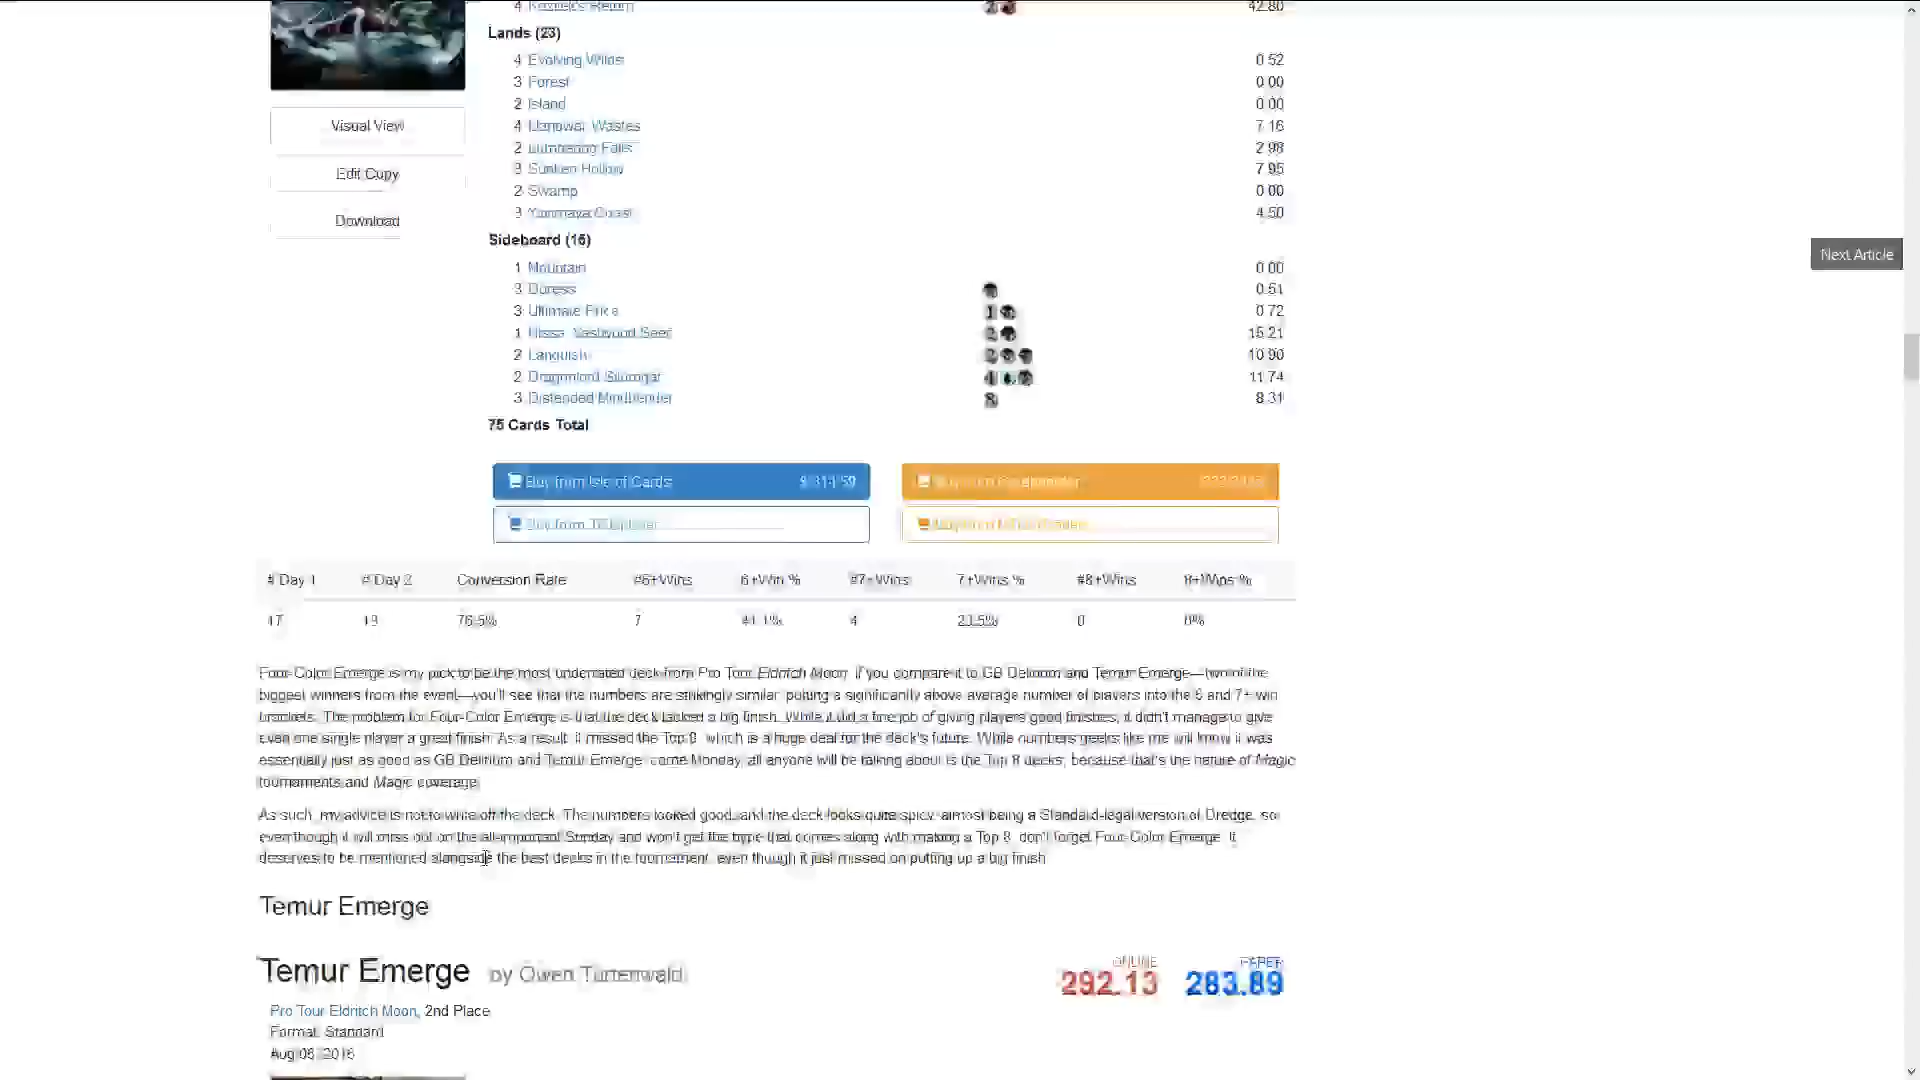 4 Kozilek's Return 42.80
Lands (23)
4 Evolving Wilds 0.52
3 Forest 0.00
2 Island 0.00
4 Llanowar Wastes 7.16
2 Lumbering Falls 2.98
3 Sunken Hollow 7.95
2 Swamp 0.00
3 Yavimaya Coast 4.50
Visual View
Edit Copy
Download
Sideboard (15)
1 Mountain 0.00
3 Duress 0.51
3 Ultimate Price 0.72
1 Nissa, Vastwood Seer 15.21
2 Languish 10.90
2 Dragonlord Silumgar 11.74
3 Distended Mindbender 8.31
75 Cards Total
Next Article
Buy from Isle of Cards $ 311.59
Buy from TCGplayer
# Day 1 # Day 2 Conversion Rate #6+Wins 6+Win % #7+Wins 7+Wins % #8+Wins 8+Wins %
17 13 76.5% 7 41.1% 4 23.5% 0 0%
Four-Color Emerge is my pick to be the most underrated deck from Pro Tour Eldritch Moon. If you compare it to GB Delirium and Temur Emerge—two of the
biggest winners from the event—you'll see that the numbers are strikingly similar, putting a significantly above average number of players into the 6 and 7+ win
brackets. The problem for Four-Color Emerge is that the deck lacked a big finish. While it did a fine job of giving players good finishes, it didn't manage to give
even one single player a great finish. As a result, it missed the Top 8, which is a huge deal for the deck's future. While numbers geeks like me will know it was
essentially just as good as GB Delirium and Temur Emerge, come Monday, all anyone will be talking about is the Top 8 decks, because that's the nature of Magic
tournaments and Magic coverage.
As such, my advice is not to write off the deck. The numbers looked good, and the deck looks quite spicy, almost being a Standard-legal version of Dredge, so
even though it will miss out on the all-important Sunday and won't get the hype that comes along with making a Top 8, don't forget Four-Color Emerge. It
deserves to be mentioned alongside the best decks in the tournament, even though it just missed on putting up a big finish.
Temur Emerge
Temur Emerge by Owen Turtenwald
ONLINE PAPER
292.13 283.89
Pro Tour Eldritch Moon, 2nd Place
Format: Standard
Aug 06, 2016